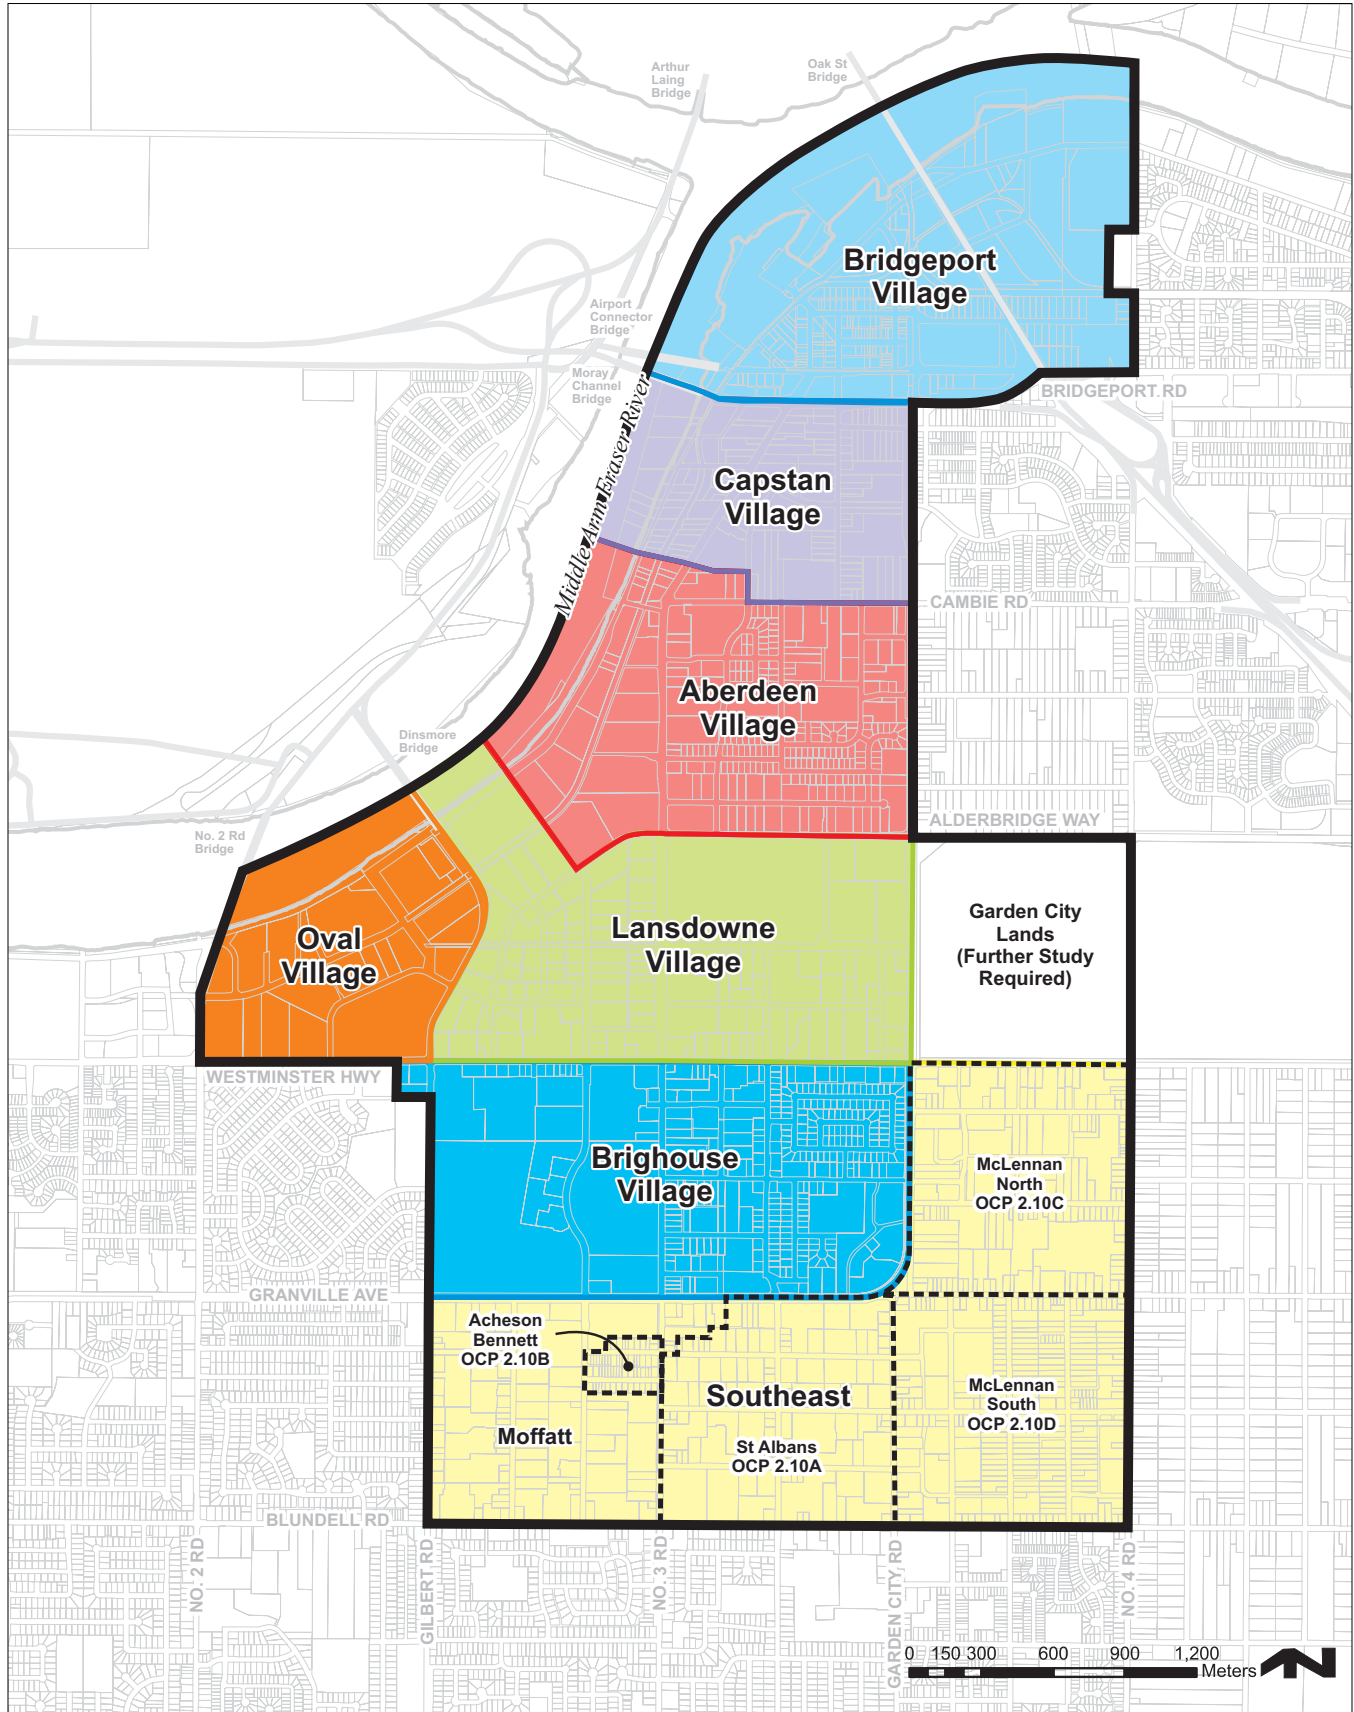 Arthur
Laing
Bridge
Oak St
Bridge
Bridgeport
Village
Airport
Connector
Bridge
Moray
Channel
Bridge
BRIDGEPORT RD
Middle Arm Fraser River
Capstan
Village
CAMBIE RD
Aberdeen
Village
Dinsmore
Bridge
No. 2 Rd
Bridge
ALDERBRIDGE WAY
Oval
Village
Lansdowne
Village
Garden City
Lands
(Further Study
Required)
WESTMINSTER HWY
Brighouse
Village
McLennan
North
OCP 2.10C
GRANVILLE AVE
Acheson
Bennett
OCP 2.10B
Southeast
McLennan
South
OCP 2.10D
Moffatt
St Albans
OCP 2.10A
BLUNDELL RD
NO. 2 RD
GILBERT RD
NO. 3 RD
GARDEN CITY RD
NO. 4 RD
0 150 300 600 900 1,200
Meters
N